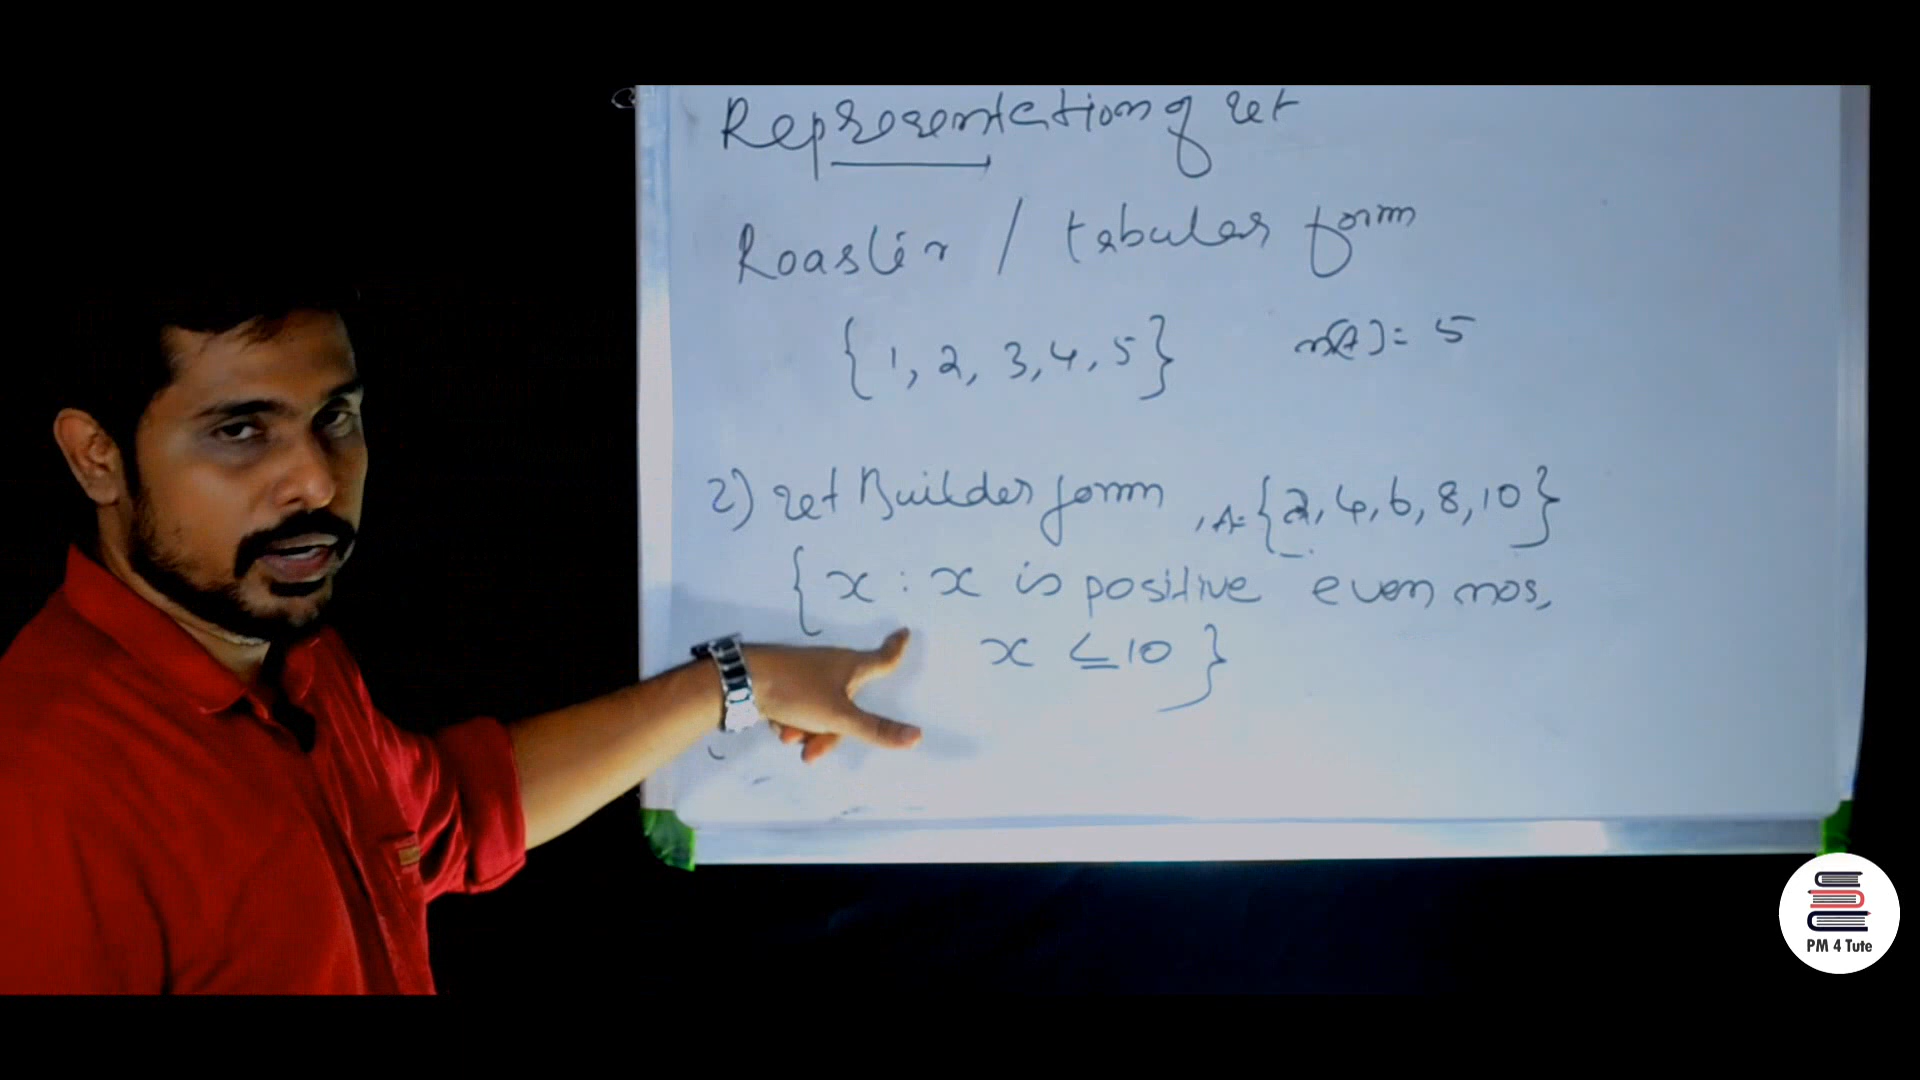 Representation of set
Roaster / tabular form
{1, 2, 3, 4, 5} n(A) = 5
2) set Builder form , A = {2, 4, 6, 8, 10}
{x : x is positive even nos,
x ≤ 10}
PM 4 Tute